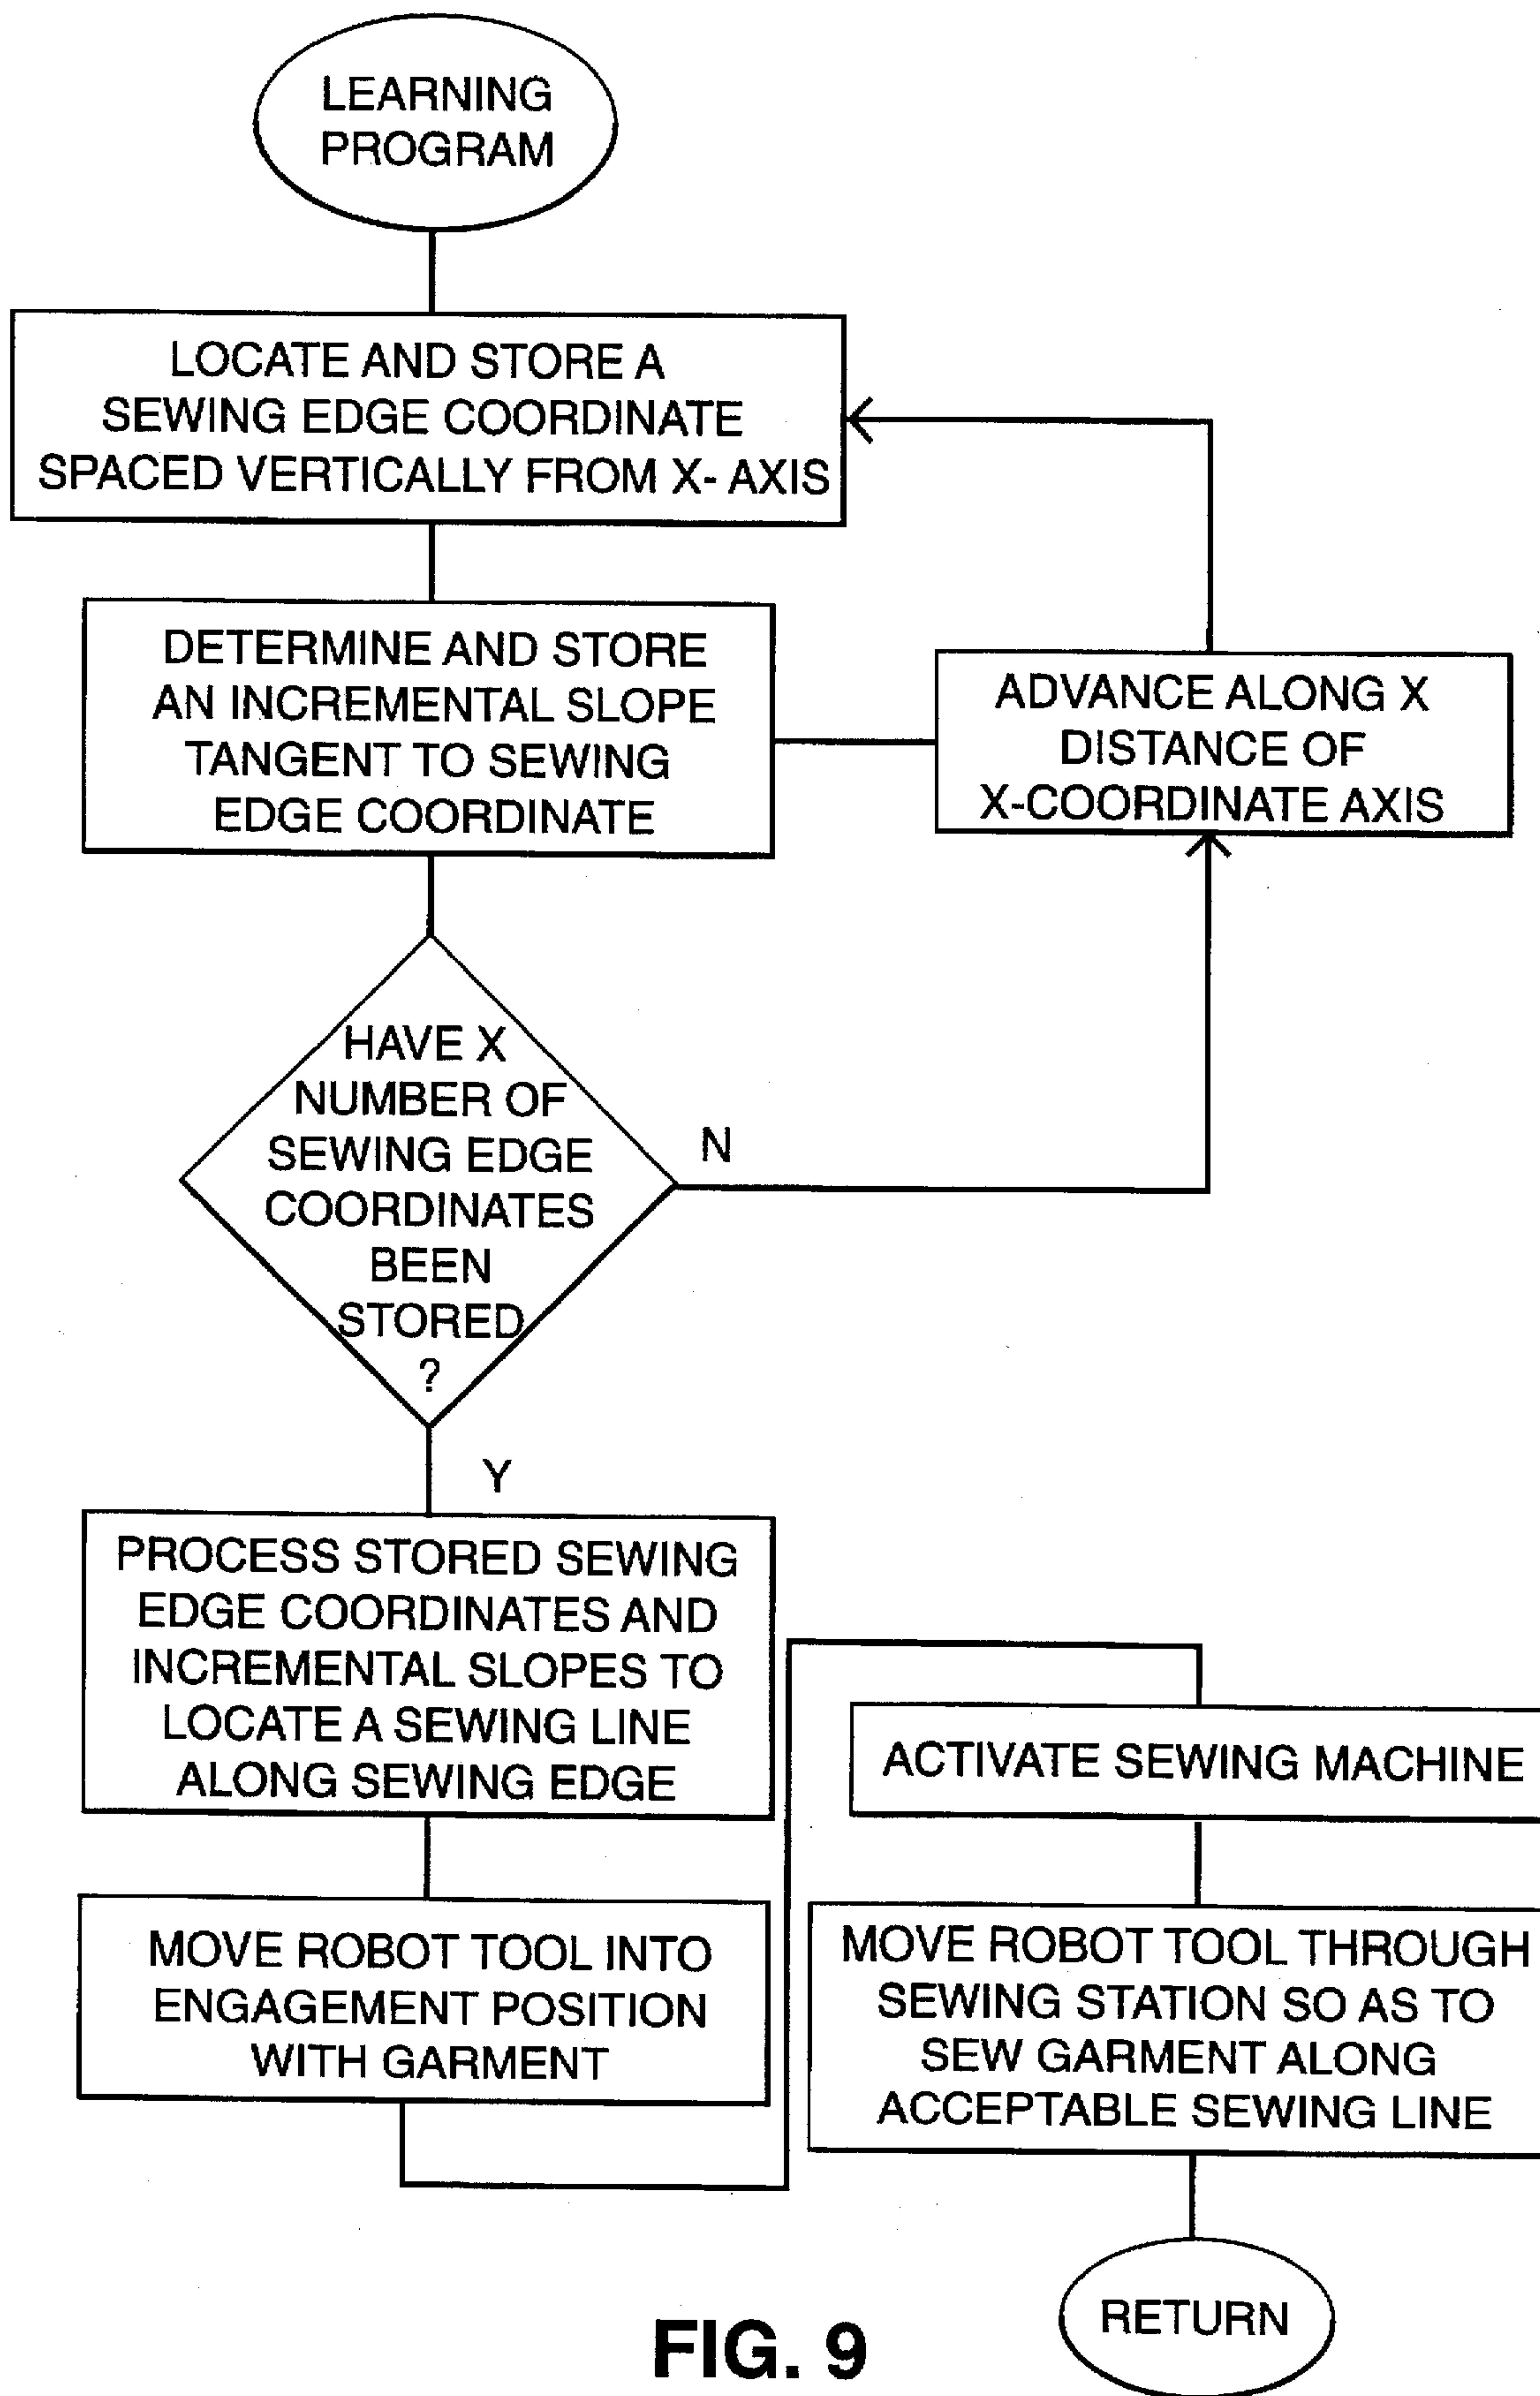 LEARNING
PROGRAM
LOCATE AND STORE A
SEWING EDGE COORDINATE
SPACED VERTICALLY FROM X- AXIS
DETERMINE AND STORE
AN INCREMENTAL SLOPE
TANGENT TO SEWING
EDGE COORDINATE
ADVANCE ALONG X
DISTANCE OF
X-COORDINATE AXIS
HAVE X
NUMBER OF
SEWING EDGE
COORDINATES
BEEN
STORED
?
N
Y
PROCESS STORED SEWING
EDGE COORDINATES AND
INCREMENTAL SLOPES TO
LOCATE A SEWING LINE
ALONG SEWING EDGE
MOVE ROBOT TOOL INTO
ENGAGEMENT POSITION
WITH GARMENT
ACTIVATE SEWING MACHINE
MOVE ROBOT TOOL THROUGH
SEWING STATION SO AS TO
SEW GARMENT ALONG
ACCEPTABLE SEWING LINE
RETURN
FIG. 9